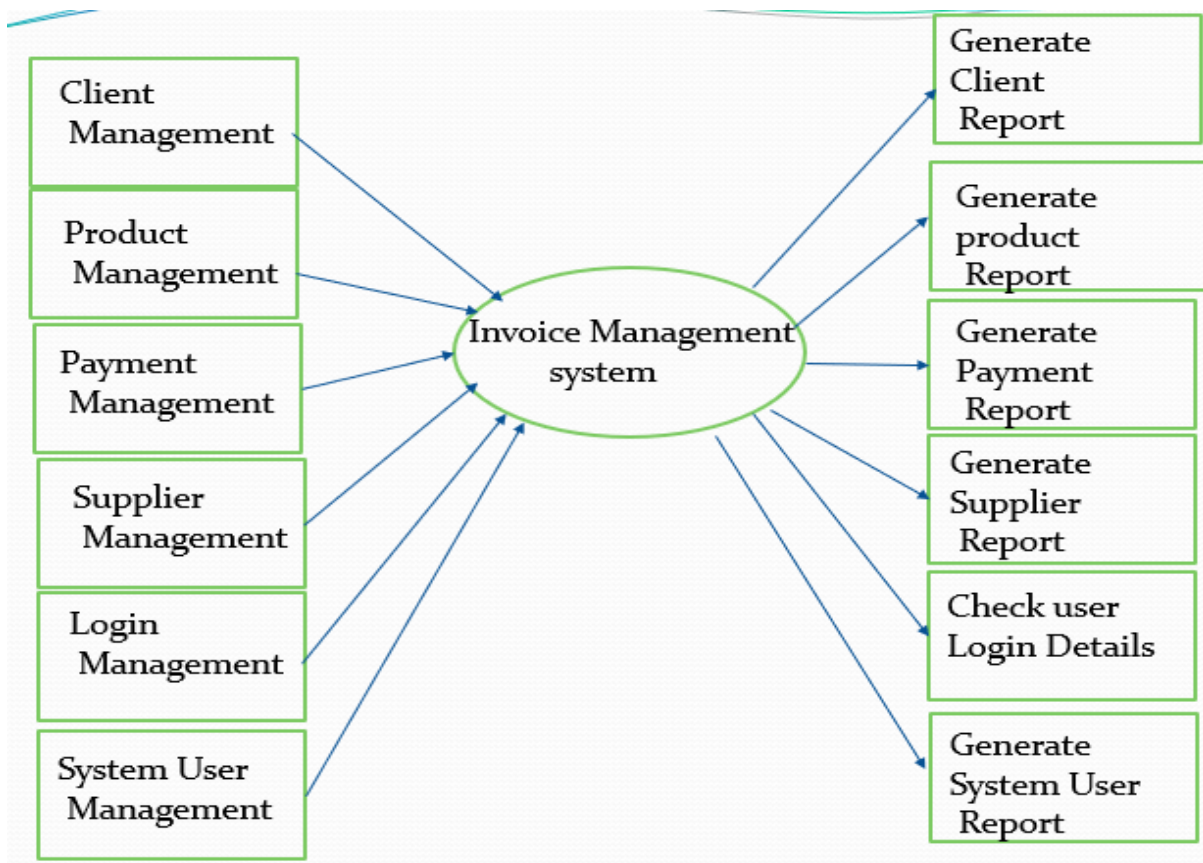 Client
Management
Product
Management
Payment
Management
Supplier
Management
Login
Management
System User
Management
Invoice Management
system
Generate
Client
Report
Generate
product
Report
Generate
Payment
Report
Generate
Supplier
Report
Check user
Login Details
Generate
System User
Report